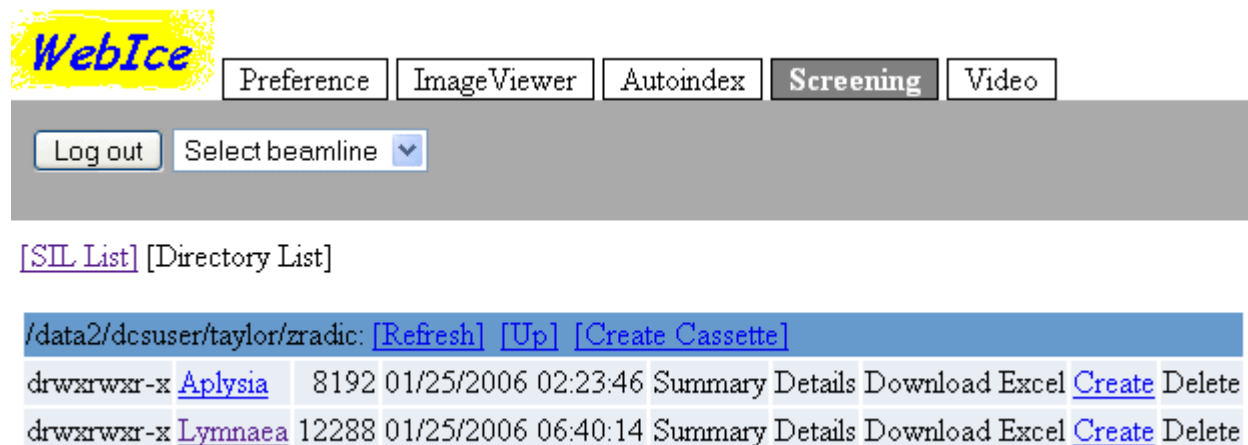 WebIce Preference ImageViewer Autoindex Screening Video
Log out Select beamline
[SIL List] [Directory List]
/data2/dcsuser/taylor/zradic: [Refresh] [Up] [Create Cassette]
drwxrwxr-x Aplysia 8192 01/25/2006 02:23:46 Summary Details Download Excel Create Delete
drwxrwxr-x Lymnaea 12288 01/25/2006 06:40:14 Summary Details Download Excel Create Delete